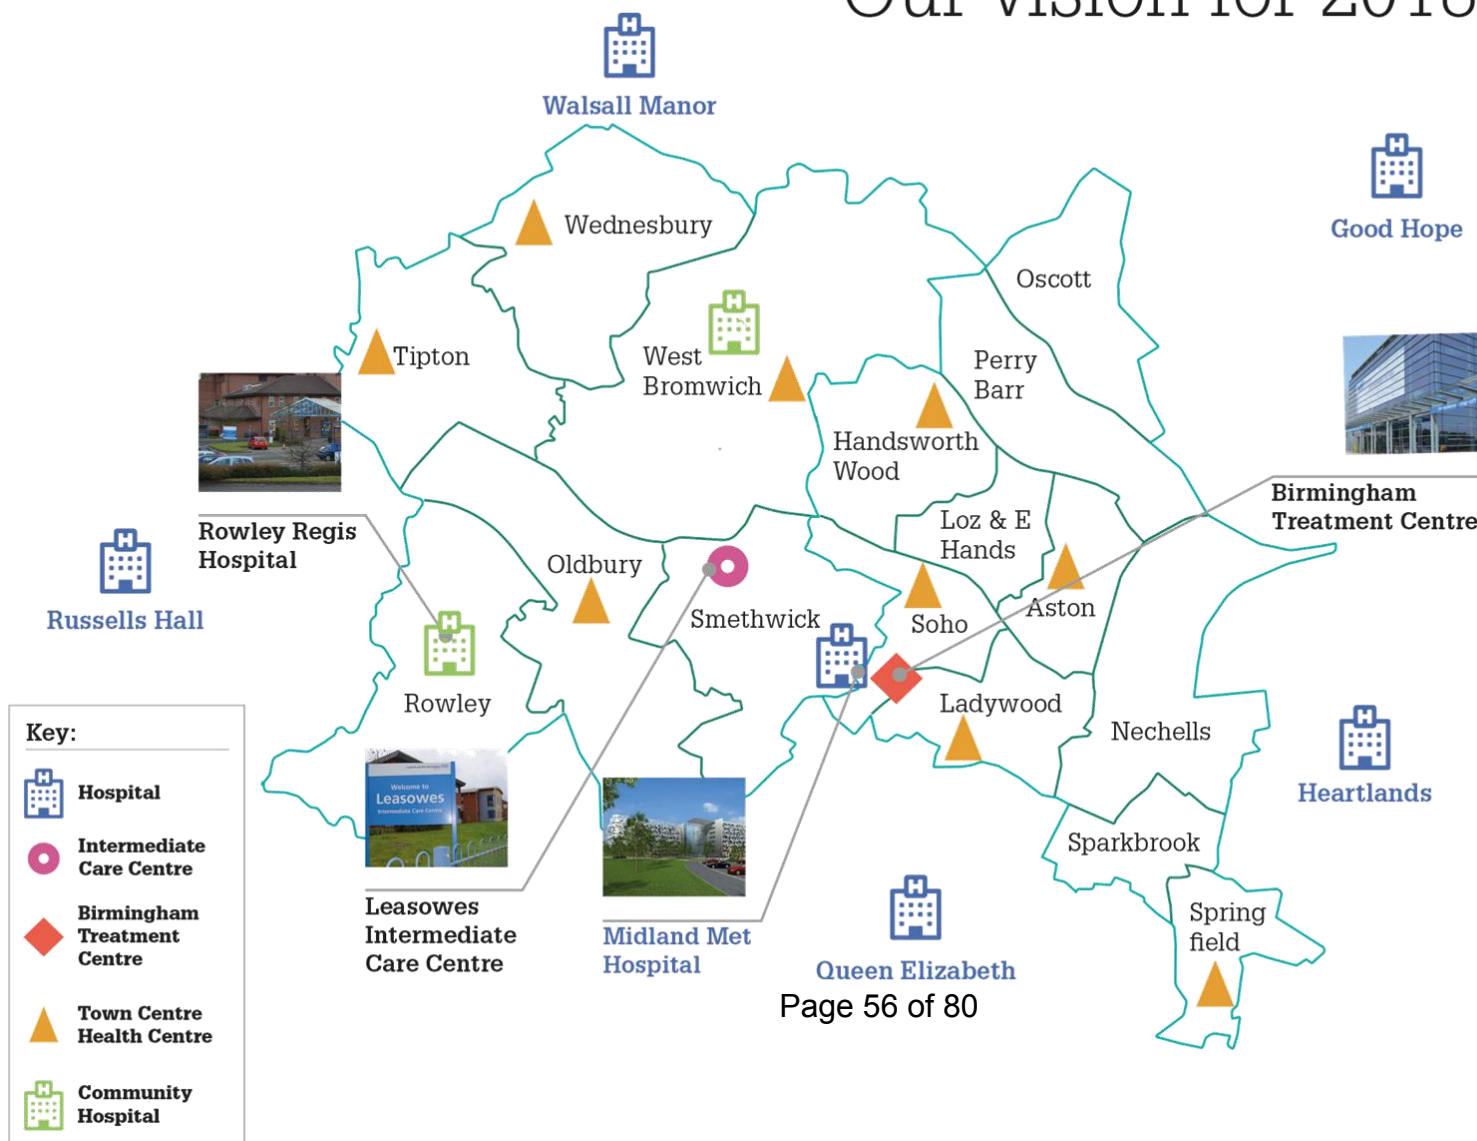 Our vision for 2018
Walsall Manor
Good Hope
Wednesbury
Oscott
Tipton
West
Bromwich
Perry
Barr
Handsworth
Wood
Birmingham
Treatment Centre
Rowley Regis
Hospital
Loz & E
Hands
Oldbury
Russells Hall
Smethwick
Soho
Aston
Rowley
Ladywood
Nechells
Heartlands
Key:
Hospital
Intermediate
Care Centre
Birmingham
Treatment
Centre
Town Centre
Health Centre
Community
Hospital
Welcome to
Leasowes
Intermediate Care Centre
Sparkbrook
Leasowes
Intermediate
Care Centre
Midland Met
Hospital
Queen Elizabeth
Spring
field
Page 56 of 80